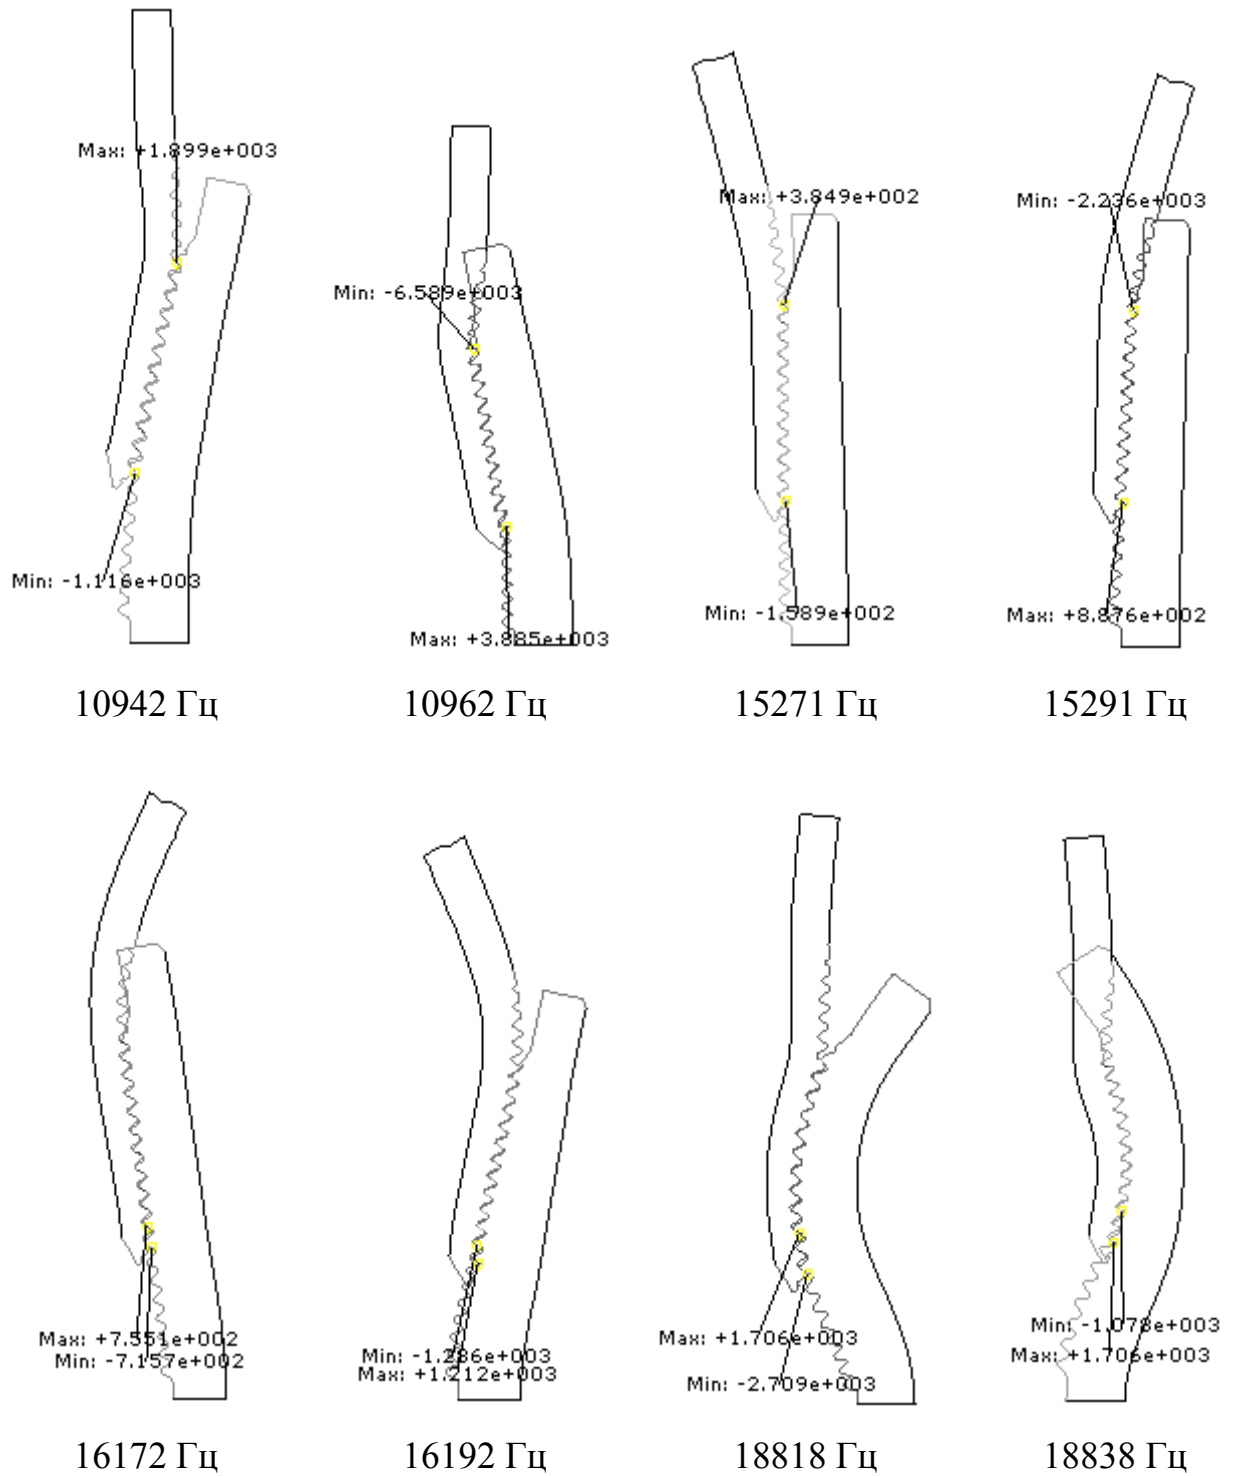 Max: +1.899e+003
Min: -1.116e+003
10942 Гц
Min: -6.589e+003
Max: +3.885e+003
10962 Гц
Max: +3.849e+002
Min: -1.589e+002
15271 Гц
Min: -2.236e+003
Max: +8.876e+002
15291 Гц
Max: +7.551e+002
Min: -7.157e+002
16172 Гц
Min: -1.286e+003
Max: +1.212e+003
16192 Гц
Max: +1.706e+003
Min: -2.709e+003
18818 Гц
Min: -1.078e+003
Max: +1.706e+003
18838 Гц